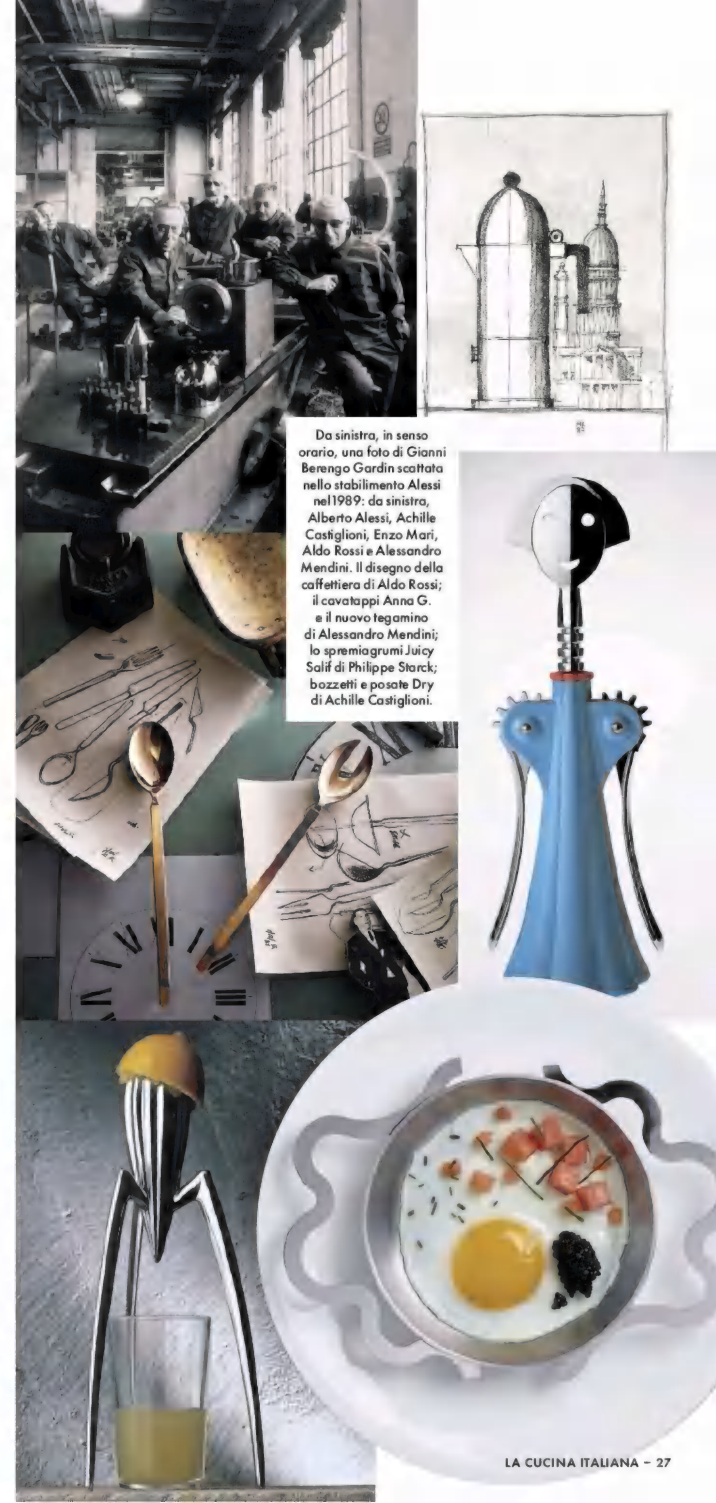 Da sinistra, in senso
orario, una foto di Gianni
Berengo Gardin scattata
nello stabilimento Alessi
nel1989: da sinistra,
Alberto Alessi, Achille
Castiglioni, Enzo Mari,
Aldo Rossi e Alessandro
Mendini. Il disegno della
caffettiera di Aldo Rossi;
il cavatappi Anna G.
e il nuovo tegamino
di Alessandro Mendini;
lo spremiagrumi Juicy
Salif di Philippe Starck;
bozzetti e posate Dry
di Achille Castiglioni.
LA CUCINA ITALIANA – 27